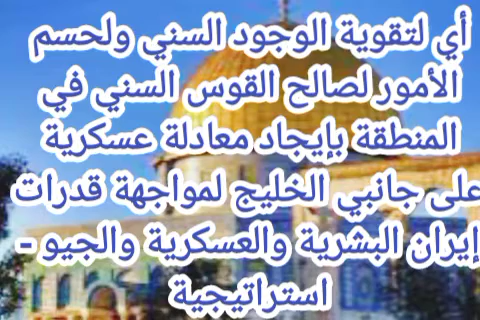 أي لتقوية الوجود السني ولحسم
الأمور لصالح القوس السني في
المنطقة بإيجاد معادلة عسكرية
على جانبي الخليج لمواجهة قدرات
إيران البشرية والعسكرية والجيو -
استراتيجية